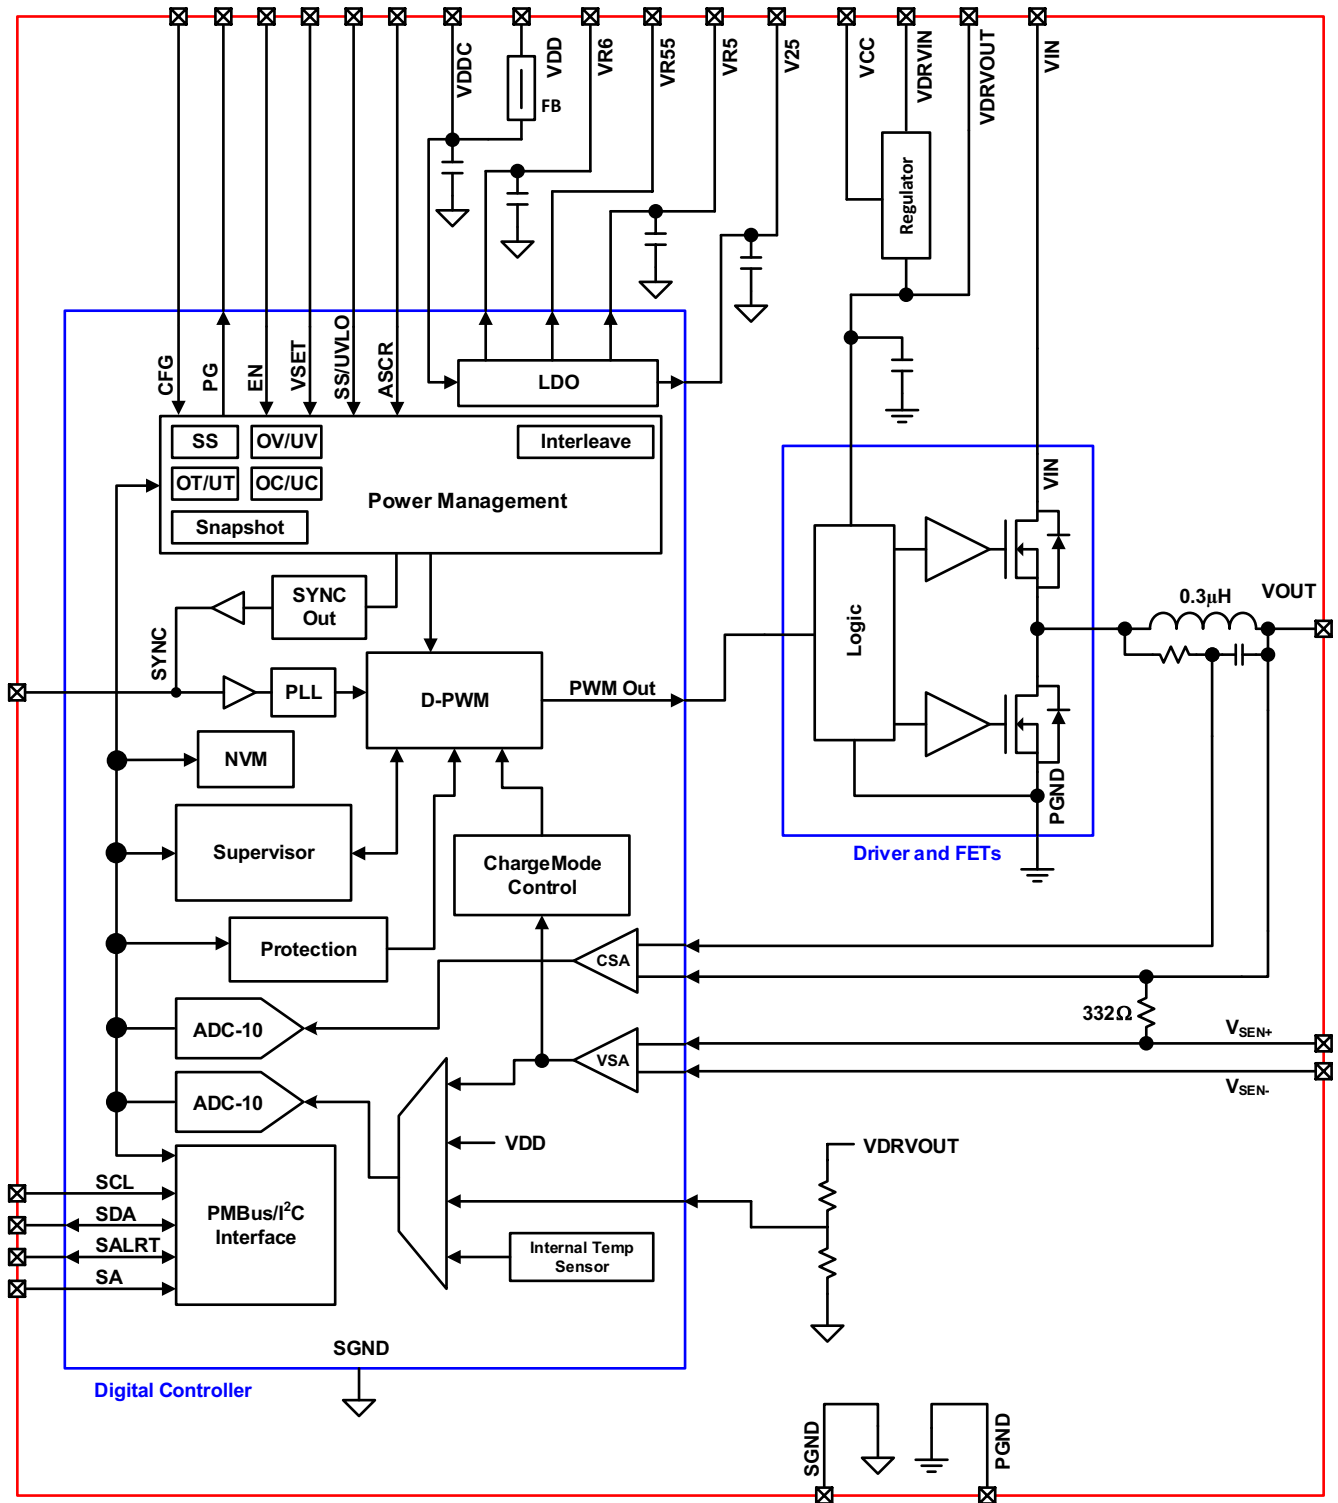 VDDC
VDD
VR6
VR55
VR5
V25
VCC
VDRVIN
VDRVOUT
VIN
FB
Regulator
CFG
PG
EN
VSET
SS/UVLO
ASCR
LDO
SS
OV/UV
Interleave
OT/UT
OC/UC
Power Management
Snapshot
VIN
SYNC
Out
SYNC
PLL
D-PWM
PWM Out
Logic
0.3µH
VOUT
NVM
Supervisor
ChargeMode
Control
PGND
Driver and FETs
Protection
CSA
ADC-10
332Ω
VSEN+
VSA
VSEN-
ADC-10
VDD
VDRVOUT
SCL
SDA
SALRT
SA
PMBus/I²C
Interface
Internal Temp
Sensor
SGND
Digital Controller
SGND
PGND